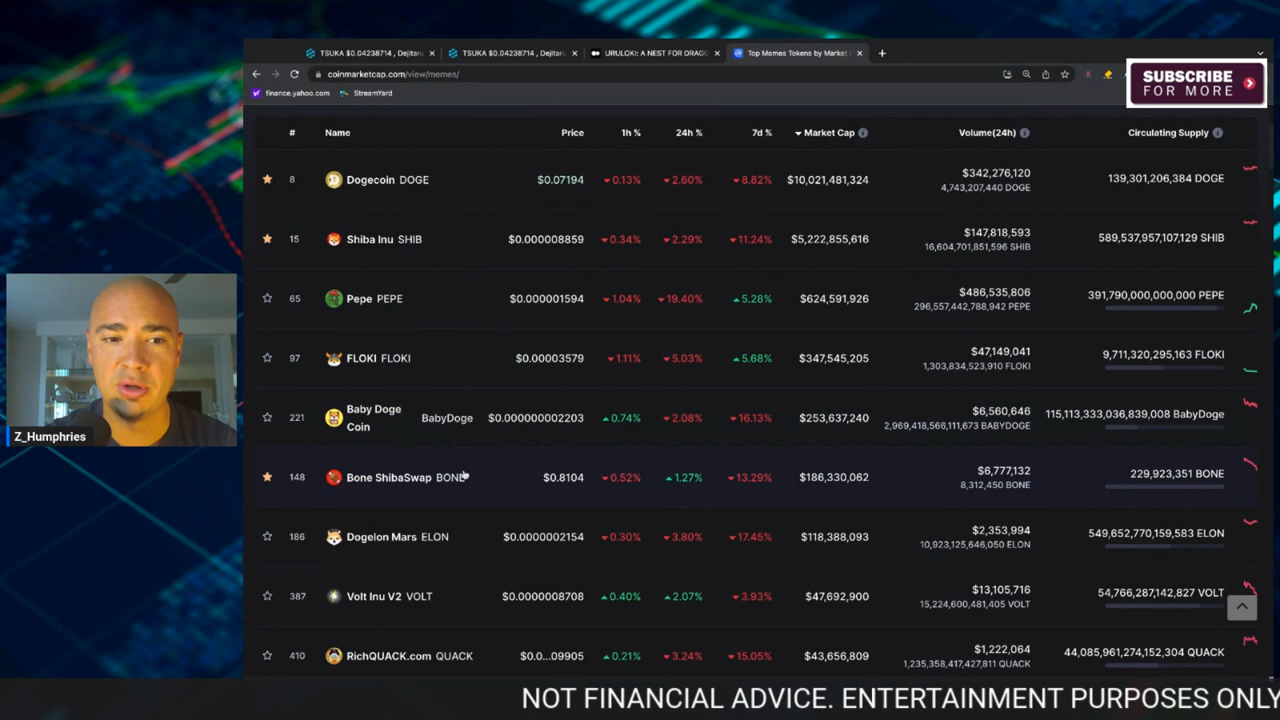 TSUKA $0.04238714 , Dejitar
TSUKA $0.04238714 , Dejitar
URULOKI: A NEST FOR DRAG
Top Memes Tokens by Market
coinmarketcap.com/view/memes/
SUBSCRIBE
FOR MORE
finance.yahoo.com StreamYard
# Name Price 1h % 24h % 7d % Market Cap Volume(24h) Circulating Supply
8 Dogecoin DOGE $0.07194 0.13% 2.60% 8.82% $10,021,481,324 $342,276,120 139,301,206,384 DOGE
4,743,207,440 DOGE
15 Shiba Inu SHIB $0.000008859 0.34% 2.29% 11.24% $5,222,855,616 $147,818,593 589,537,957,107,129 SHIB
16,604,701,851,596 SHIB
65 Pepe PEPE $0.000001594 1.04% 19.40% 5.28% $624,591,926 $486,535,806 391,790,000,000,000 PEPE
296,557,442,788,942 PEPE
97 FLOKI FLOKI $0.00003579 1.11% 5.03% 5.68% $347,545,205 $47,149,041 9,711,320,295,163 FLOKI
1,303,834,523,910 FLOKI
221 Baby Doge Coin BabyDoge $0.000000002203 0.74% 2.08% 16.13% $253,637,240 $6,560,646 115,113,333,036,839,008 BabyDoge
2,969,418,566,111,673 BABYDOGE
148 Bone ShibaSwap BONE $0.8104 0.52% 1.27% 13.29% $186,330,062 $6,777,132 229,923,351 BONE
8,312,450 BONE
186 Dogelon Mars ELON $0.0000002154 0.30% 3.80% 17.45% $118,388,093 $2,353,994 549,652,770,159,583 ELON
10,923,125,646,050 ELON
387 Volt Inu V2 VOLT $0.0000008708 0.40% 2.07% 3.93% $47,692,900 $13,105,716 54,766,287,142,827 VOLT
15,224,600,481,405 VOLT
410 RichQUACK.com QUACK $0.0...09905 0.21% 3.24% 15.05% $43,656,809 $1,222,064 44,085,961,274,152,304 QUACK
1,235,358,417,427,811 QUACK
Z_Humphries
NOT FINANCIAL ADVICE. ENTERTAINMENT PURPOSES ONLY